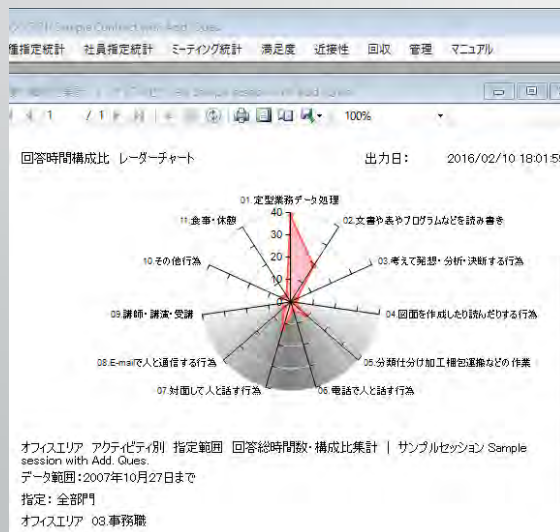 種指定統計 社員指定統計 ミーティング統計 満足度 近接性 回収 管理 マニュアル
1 / 1 100%
回答時間構成比 レーダーチャート 出力日: 2016/02/10 18:01:55
01.定型業務データ処理
40
30
20
10
0
02.文書や表やプログラムなどを読み書き
03.考えて発想・分析・決断する行為
04.図面を作成したり読んだりする行為
05.分類仕分け加工梱包運搬などの作業
06.電話で人と話す行為
07.対面して人と話す行為
08.E-mailで人と通信する行為
09.講師・講演・受講
10.その他行為
11.食事・休憩
オフィスエリア アクティビティ別 指定範囲 回答総時間数・構成比集計 | サンプルセッション Sample
session with Add. Ques.
データ範囲:2007年10月27日まで
指定: 全部門
オフィスエリア 03.事務職